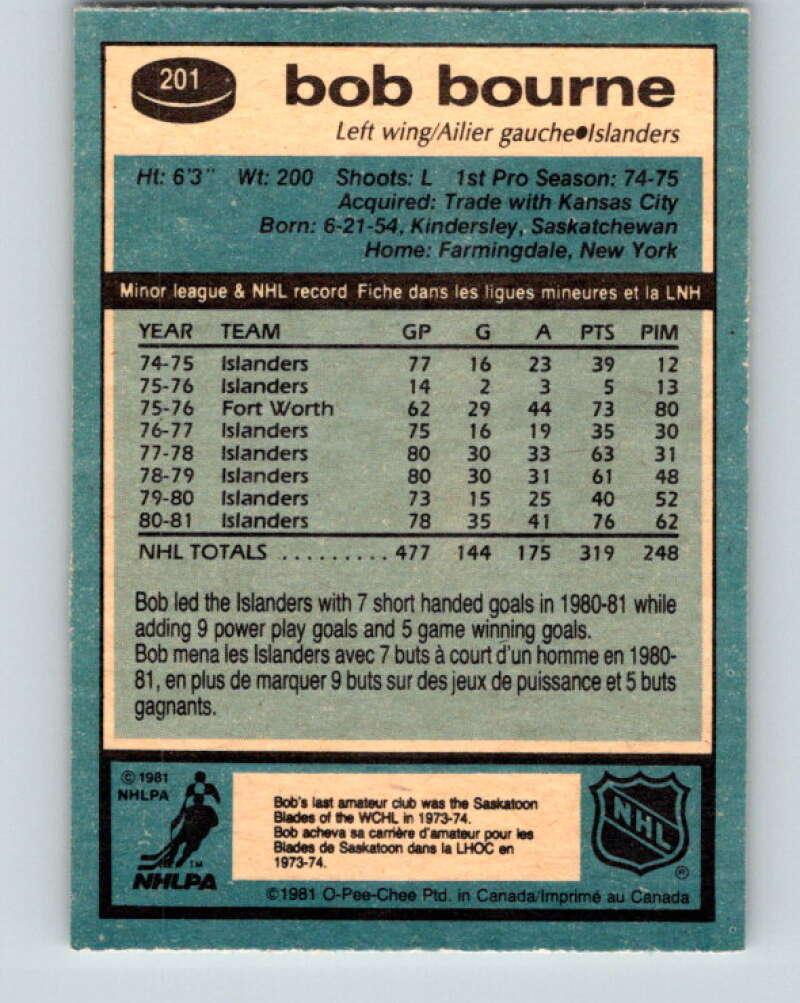 201
bob bourne
Left wing/Ailier gauche●Islanders
Ht: 6'3" Wt: 200 Shoots: L 1st Pro Season: 74-75
Acquired: Trade with Kansas City
Born: 6-21-54, Kindersley, Saskatchewan
Home: Farmingdale, New York
Minor league & NHL record Fiche dans les ligues mineures et la LNH
YEAR TEAM GP G A PTS PIM
74-75 Islanders 77 16 23 39 12
75-76 Islanders 14 2 3 5 13
75-76 Fort Worth 62 29 44 73 80
76-77 Islanders 75 16 19 35 30
77-78 Islanders 80 30 33 63 31
78-79 Islanders 80 30 31 61 48
79-80 Islanders 73 15 25 40 52
80-81 Islanders 78 35 41 76 62
NHL TOTALS ......... 477 144 175 319 248
Bob led the Islanders with 7 short handed goals in 1980-81 while
adding 9 power play goals and 5 game winning goals.
Bob mena les Islanders avec 7 buts à court d'un homme en 1980-
81, en plus de marquer 9 buts sur des jeux de puissance et 5 buts
gagnants.
© 1981
NHLPA
TM
NHLPA
Bob's last amateur club was the Saskatoon
Blades of the WCHL in 1973-74.
Bob acheva sa carrière d'amateur pour les
Blades de Saskatoon dans la LHOC en
1973-74.
NHL
®
©1981 O-Pee-Chee Ptd. in Canada/Imprimé au Canada